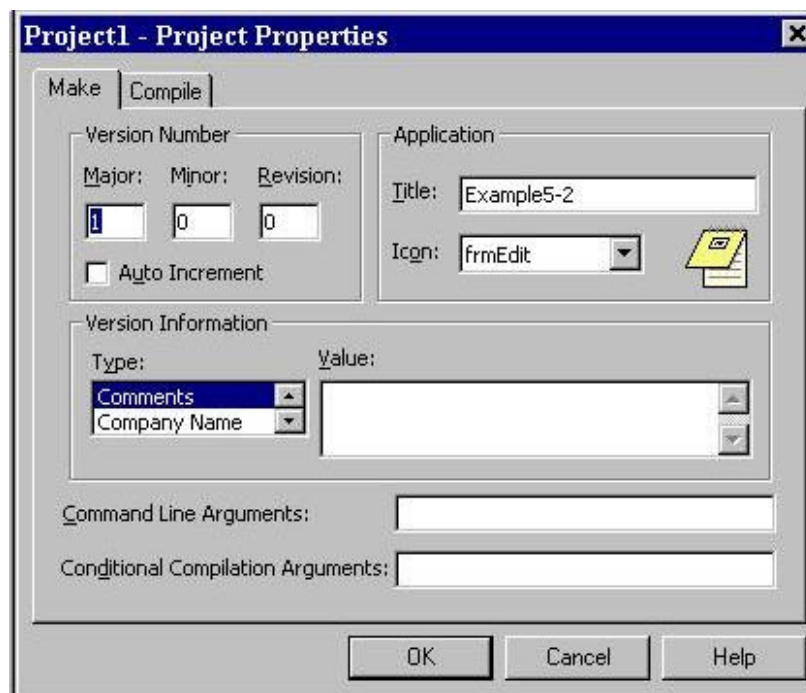 Project1 - Project Properties
Make
Compile
Version Number
Major: Minor: Revision:
1 0 0
Auto Increment
Application
Title: Example5-2
Icon: frmEdit
Version Information
Type:
Comments
Company Name
Value:
Command Line Arguments:
Conditional Compilation Arguments:
OK Cancel Help